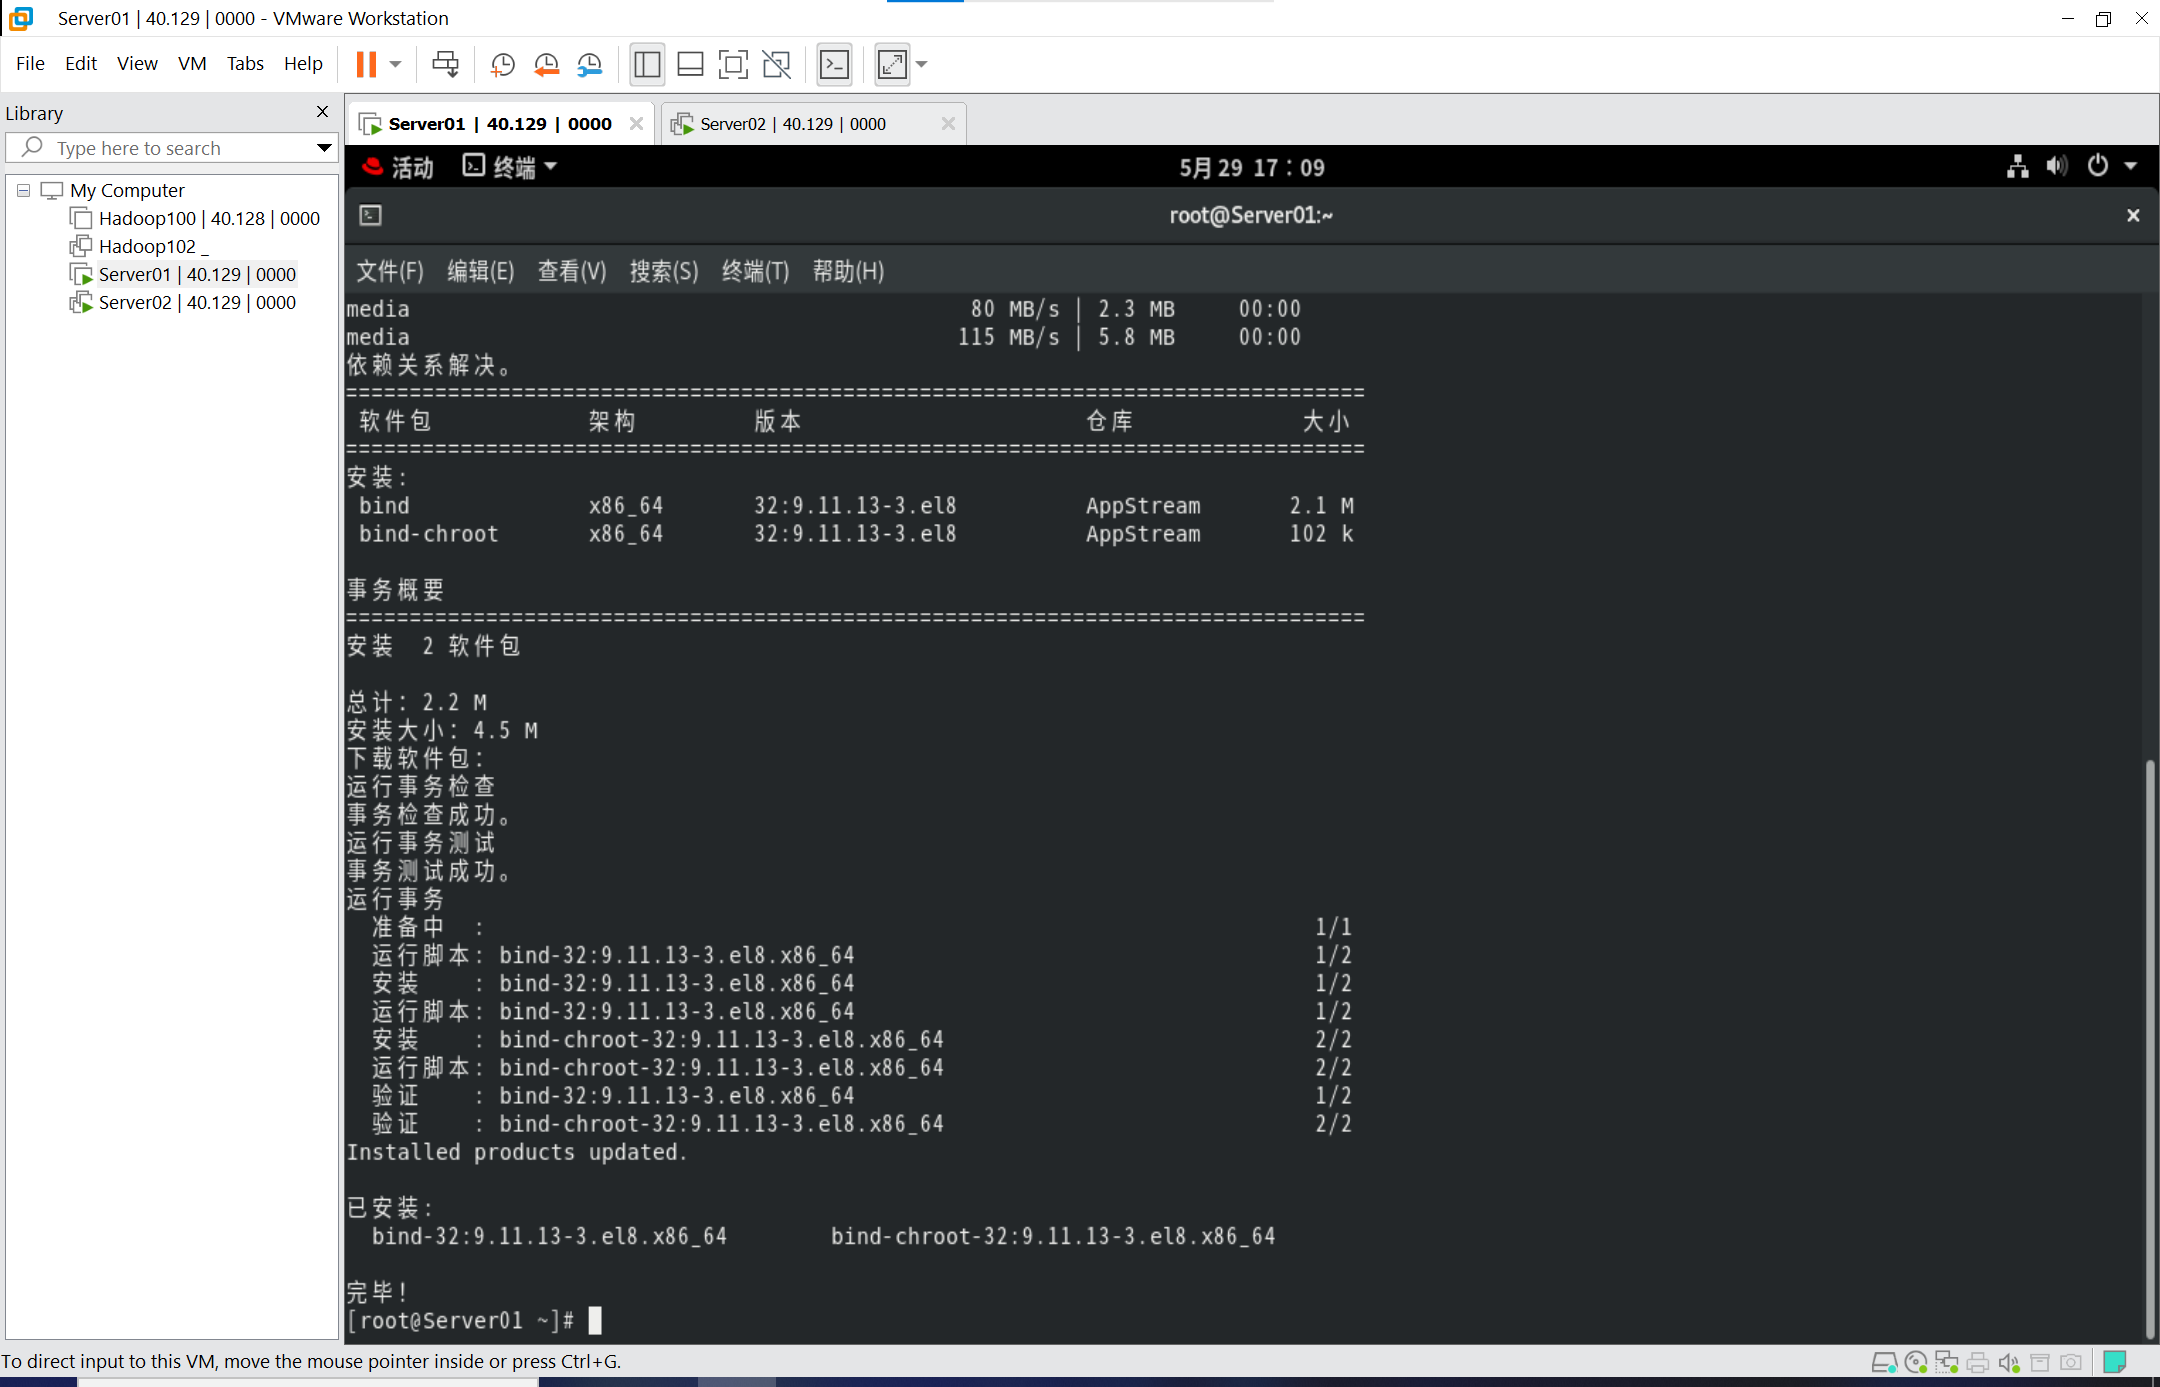 Server01 | 40.129 | 0000 - VMware Workstation
File Edit View VM Tabs Help
Library
Type here to search
My Computer
Hadoop100 | 40.128 | 0000
Hadoop102 _
Server01 | 40.129 | 0000
Server02 | 40.129 | 0000
Server01 | 40.129 | 0000
Server02 | 40.129 | 0000
活动 终端 5月 29 17：09
root@Server01:~
文件(F) 编辑(E) 查看(V) 搜索(S) 终端(T) 帮助(H)
media 80 MB/s | 2.3 MB 00:00
media 115 MB/s | 5.8 MB 00:00
依赖关系解决。
================================================================================
软件包 架构 版本 仓库 大小
================================================================================
安装:
bind x86_64 32:9.11.13-3.el8 AppStream 2.1 M
bind-chroot x86_64 32:9.11.13-3.el8 AppStream 102 k
事务概要
================================================================================
安装 2 软件包
总计：2.2 M
安装大小：4.5 M
下载软件包：
运行事务检查
事务检查成功。
运行事务测试
事务测试成功。
运行事务
准备中 : 1/1
运行脚本: bind-32:9.11.13-3.el8.x86_64 1/2
安装 : bind-32:9.11.13-3.el8.x86_64 1/2
运行脚本: bind-32:9.11.13-3.el8.x86_64 1/2
安装 : bind-chroot-32:9.11.13-3.el8.x86_64 2/2
运行脚本: bind-chroot-32:9.11.13-3.el8.x86_64 2/2
验证 : bind-32:9.11.13-3.el8.x86_64 1/2
验证 : bind-chroot-32:9.11.13-3.el8.x86_64 2/2
Installed products updated.
已安装:
bind-32:9.11.13-3.el8.x86_64 bind-chroot-32:9.11.13-3.el8.x86_64
完毕！
[root@Server01 ~]#
To direct input to this VM, move the mouse pointer inside or press Ctrl+G.